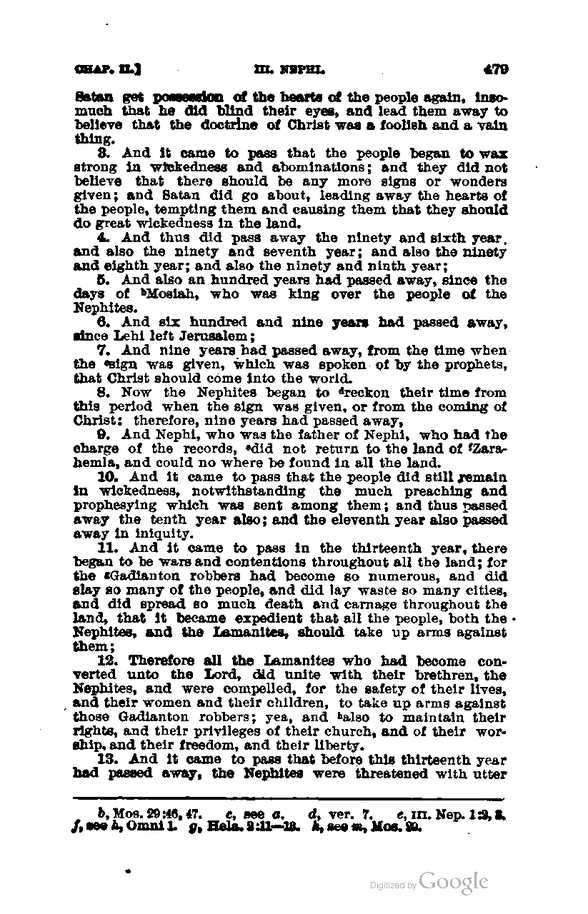 CHAP. II.] III. NEPHI. 479
Satan get possession of the hearts of the people again, inso-
much that he did blind their eyes, and lead them away to
believe that the doctrine of Christ was a foolish and a vain
thing.
3. And it came to pass that the people began to wax
strong in wickedness and abominations; and they did not
believe that there should be any more signs or wonders
given; and Satan did go about, leading away the hearts of
the people, tempting them and causing them that they should
do great wickedness in the land.
4. And thus did pass away the ninety and sixth year,
and also the ninety and seventh year; and also the ninety
and eighth year; and also the ninety and ninth year;
5. And also an hundred years had passed away, since the
days of bMosiah, who was king over the people of the
Nephites.
6. And six hundred and nine years had passed away,
since Lehi left Jerusalem;
7. And nine years had passed away, from the time when
the csign was given, which was spoken of by the prophets,
that Christ should come into the world.
8. Now the Nephites began to dreckon their time from
this period when the sign was given, or from the coming of
Christ: therefore, nine years had passed away,
9. And Nephi, who was the father of Nephi, who had the
charge of the records, edid not return to the land of fZara-
hemla, and could no where be found in all the land.
10. And it came to pass that the people did still remain
in wickedness, notwithstanding the much preaching and
prophesying which was sent among them; and thus passed
away the tenth year also; and the eleventh year also passed
away in iniquity.
11. And it came to pass in the thirteenth year, there
began to be wars and contentions throughout all the land; for
the gGadianton robbers had become so numerous, and did
slay so many of the people, and did lay waste so many cities,
and did spread so much death and carnage throughout the
land, that it became expedient that all the people, both the
Nephites, and the Lamanites, should take up arms against
them;
12. Therefore all the Lamanites who had become con-
verted unto the Lord, did unite with their brethren, the
Nephites, and were compelled, for the safety of their lives,
and their women and their children, to take up arms against
those Gadianton robbers; yea, and halso to maintain their
rights, and their privileges of their church, and of their wor-
ship, and their freedom, and their liberty.
13. And it came to pass that before this thirteenth year
had passed away, the Nephites were threatened with utter
b, Mos. 29:46, 47. c, see a. d, ver. 7. e, III. Nep. 1:2, 3.
f, see h, Omni 1. g, Hela. 2:11—13. h, see m, Mos. 29.
Digitized by Google